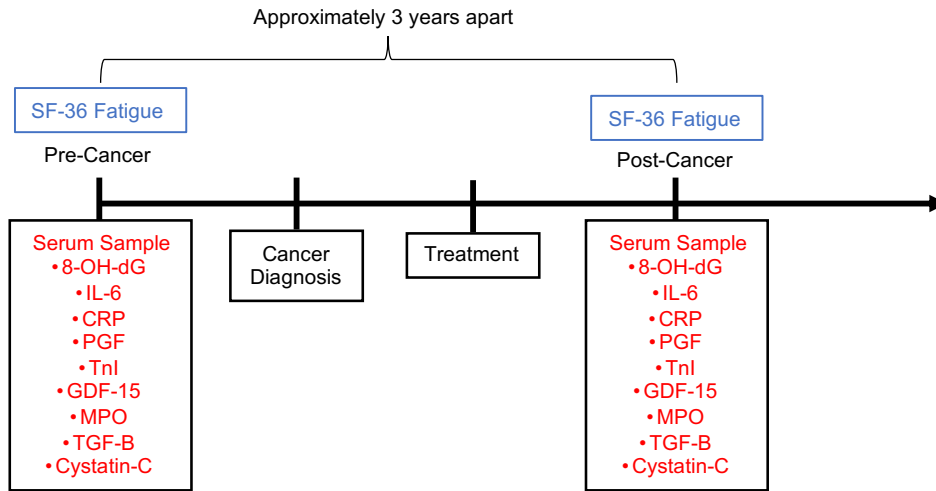 Approximately 3 years apart
SF-36 Fatigue
SF-36 Fatigue
Pre-Cancer
Post-Cancer
Serum Sample
• 8-OH-dG
• IL-6
• CRP
• PGF
• TnI
• GDF-15
• MPO
• TGF-B
• Cystatin-C
Cancer
Diagnosis
Treatment
Serum Sample
• 8-OH-dG
• IL-6
• CRP
• PGF
• TnI
• GDF-15
• MPO
• TGF-B
• Cystatin-C